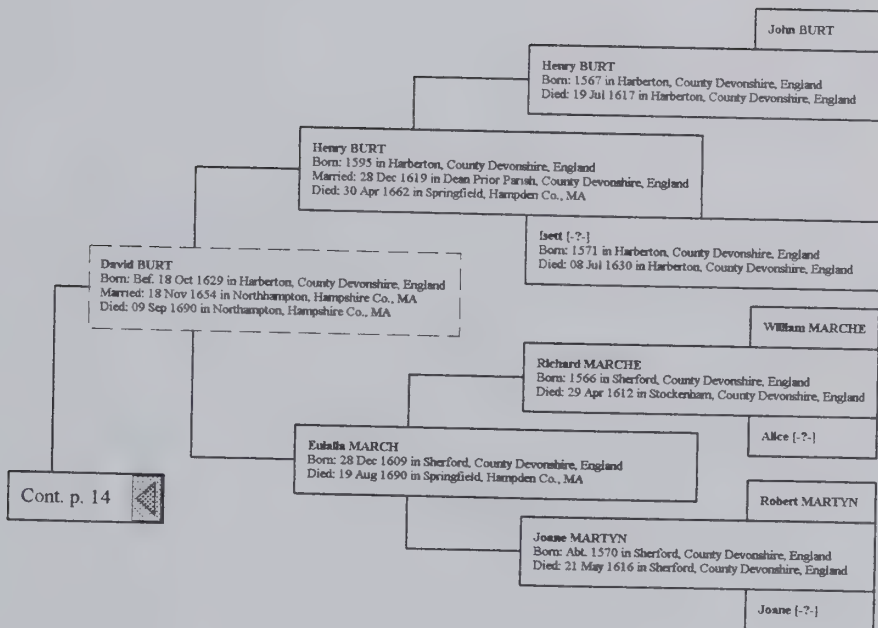 John BURT
Henry BURT
Born: 1567 in Harberton, County Devonshire, England
Died: 19 Jul 1617 in Harberton, County Devonshire, England
Henry BURT
Born: 1595 in Harberton, County Devonshire, England
Married: 28 Dec 1619 in Dean Prior Parish, County Devonshire, England
Died: 30 Apr 1662 in Springfield, Hampden Co., MA
Isett [-?-]
Born: 1571 in Harberton, County Devonshire, England
Died: 08 Jul 1630 in Harberton, County Devonshire, England
David BURT
Born: Bef. 18 Oct 1629 in Harberton, County Devonshire, England
Married: 18 Nov 1654 in Northhampton, Hampshire Co., MA
Died: 09 Sep 1690 in Northampton, Hampshire Co., MA
William MARCHE
Richard MARCHE
Born: 1566 in Sherford, County Devonshire, England
Died: 29 Apr 1612 in Stockenham, County Devonshire, England
Alice [-?-]
Eulalia MARCH
Born: 28 Dec 1609 in Sherford, County Devonshire, England
Died: 19 Aug 1690 in Springfield, Hampden Co., MA
Cont. p. 14
Robert MARTYN
Joane MARTYN
Born: Abt. 1570 in Sherford, County Devonshire, England
Died: 21 May 1616 in Sherford, County Devonshire, England
Joane [-?-]